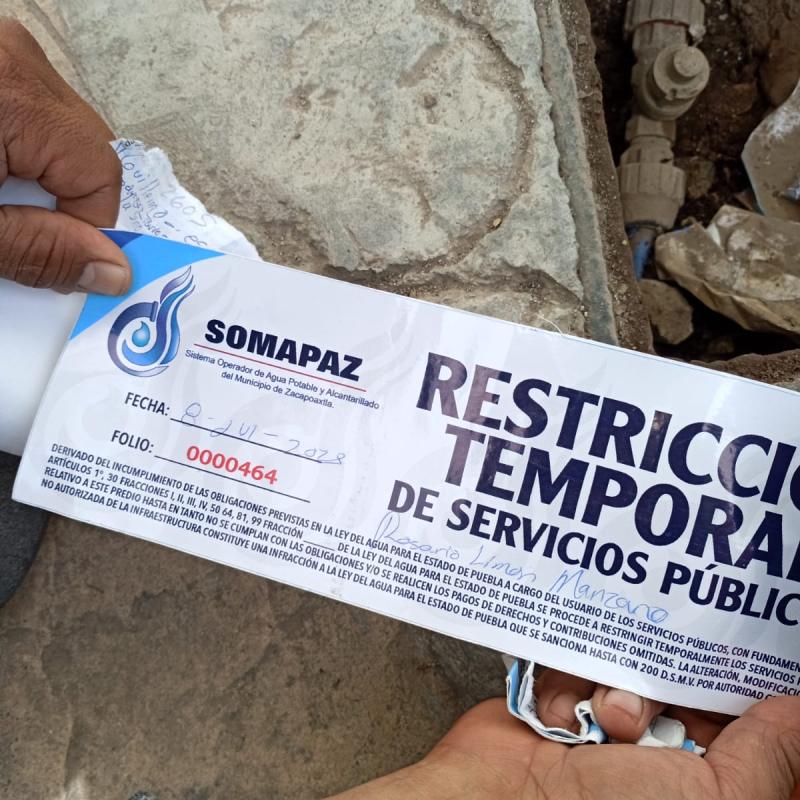 SOMAPAZ
Sistema Operador de Agua Potable y Alcantarillado
del Municipio de Zacapoaxtla.
FECHA: 8-JUL-2028
FOLIO: 0000464
RESTRICCIÓ
TEMPORAL
DE SERVICIOS PÚBLIC
Rosario Limon Manzano
DERIVADO DEL INCUMPLIMIENTO DE LAS OBLIGACIONES PREVISTAS EN LA LEY DEL AGUA PARA EL ESTADO DE PUEBLA A CARGO DEL USUARIO DE LOS SERVICIOS PÚBLICOS, CON FUNDAMEN
ARTÍCULOS 1°, 30 FRACCIONES I, II, III, IV, 50 64, 81, 99 FRACCIÓN ____ DE LA LEY DEL AGUA PARA EL ESTADO DE PUEBLA SE PROCEDE A RESTRINGIR TEMPORALMENTE LOS SERVICIOS
RELATIVO A ESTE PREDIO HASTA EN TANTO NO SE CUMPLAN CON LAS OBLIGACIONES Y/O SE REALICEN LOS PAGOS DE DERECHOS Y CONTRIBUCIONES OMITIDAS. LA ALTERACIÓN, MODIFICACIÓ
NO AUTORIZADA DE LA INFRAESTRUCTURA CONSTITUYE UNA INFRACCIÓN A LA LEY DEL AGUA PARA EL ESTADO DE PUEBLA QUE SE SANCIONA HASTA CON 200 D.S.M.V. POR AUTORIDAD